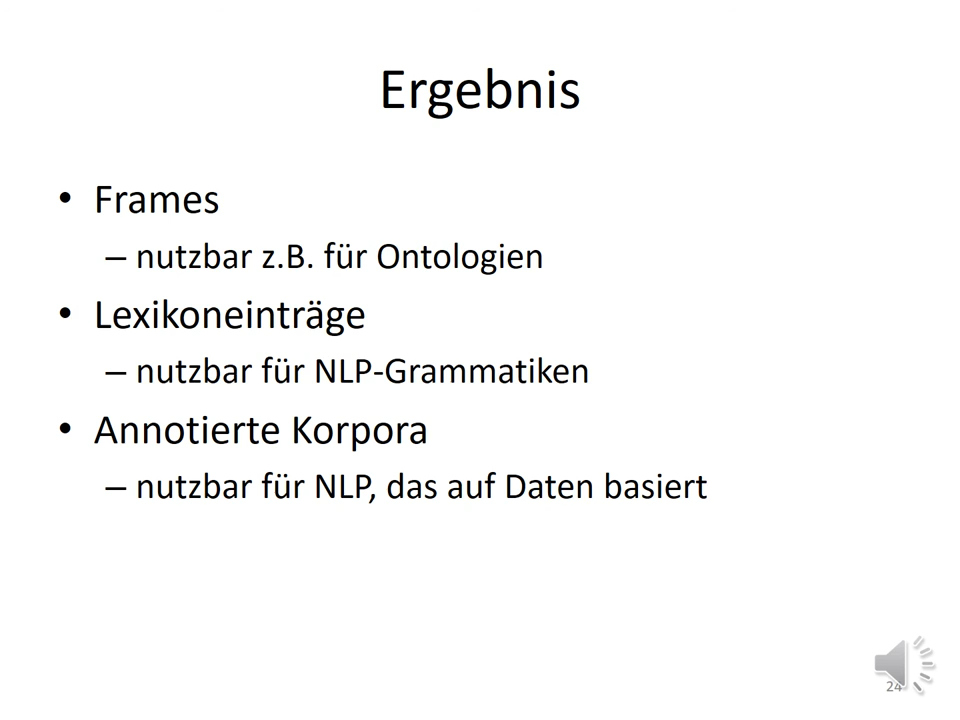 Ergebnis
• Frames
– nutzbar z.B. für Ontologien
• Lexikoneinträge
– nutzbar für NLP-Grammatiken
• Annotierte Korpora
– nutzbar für NLP, das auf Daten basiert
24